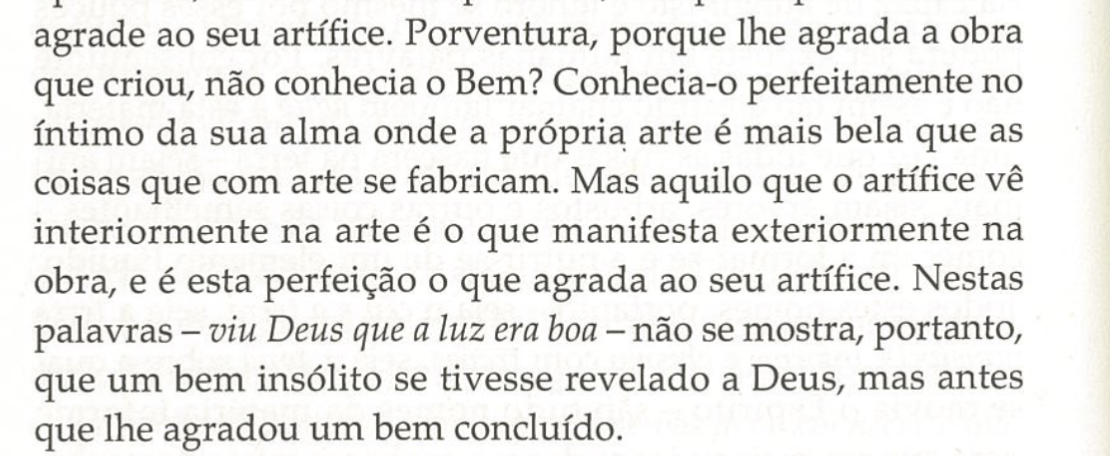 agrade ao seu artífice. Porventura, porque lhe agrada a obra
que criou, não conhecia o Bem? Conhecia-o perfeitamente no
íntimo da sua alma onde a própria arte é mais bela que as
coisas que com arte se fabricam. Mas aquilo que o artífice vê
interiormente na arte é o que manifesta exteriormente na
obra, e é esta perfeição o que agrada ao seu artífice. Nestas
palavras – viu Deus que a luz era boa – não se mostra, portanto,
que um bem insólito se tivesse revelado a Deus, mas antes
que lhe agradou um bem concluído.